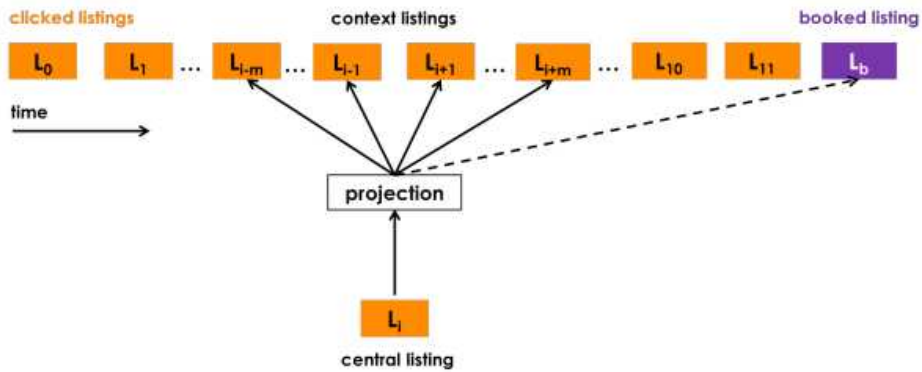 clicked listings context listings booked listing
L₀ L₁ ... Lᵢ₋ₘ ... Lᵢ₋₁ Lᵢ₊₁ ... Lᵢ₊ₘ ... L₁₀ L₁₁ L_b
time
projection
Lᵢ
central listing